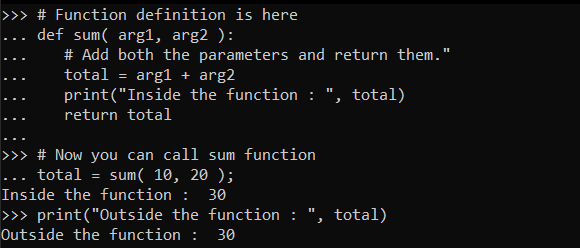 >>> # Function definition is here
... def sum( arg1, arg2 ):
...    # Add both the parameters and return them."
...    total = arg1 + arg2
...    print("Inside the function : ", total)
...    return total
...
>>> # Now you can call sum function
... total = sum( 10, 20 );
Inside the function :  30
>>> print("Outside the function : ", total)
Outside the function :  30